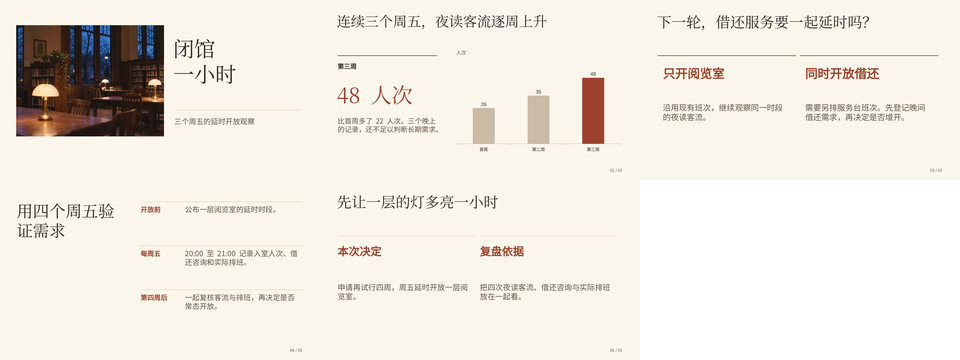 闭馆
一小时
三个周五的延时开放观察
连续三个周五，夜读客流逐周上升
第三周
48 人次
比首周多了 22 人次。三个晚上
的记录，还不足以判断长期需求。
人次
26
35
48
首周
第二周
第三周
02 / 05
下一轮，借还服务要一起延时吗？
只开阅览室
沿用现有班次，继续观察同一时段
的夜读客流。
同时开放借还
需要另排服务台班次。先登记晚间
借还需求，再决定是否增开。
03 / 05
用四个周五验
证需求
开放前
公布一层阅览室的延时时段。
每周五
20:00 至 21:00 记录入室人次、借
还咨询和实际排班。
第四周后
一起复核客流与排班，再决定是否
常态开放。
04 / 05
先让一层的灯多亮一小时
本次决定
申请再试行四周，周五延时开放一层阅
览室。
复盘依据
把四次夜读客流、借还咨询与实际排班
放在一起看。
05 / 05